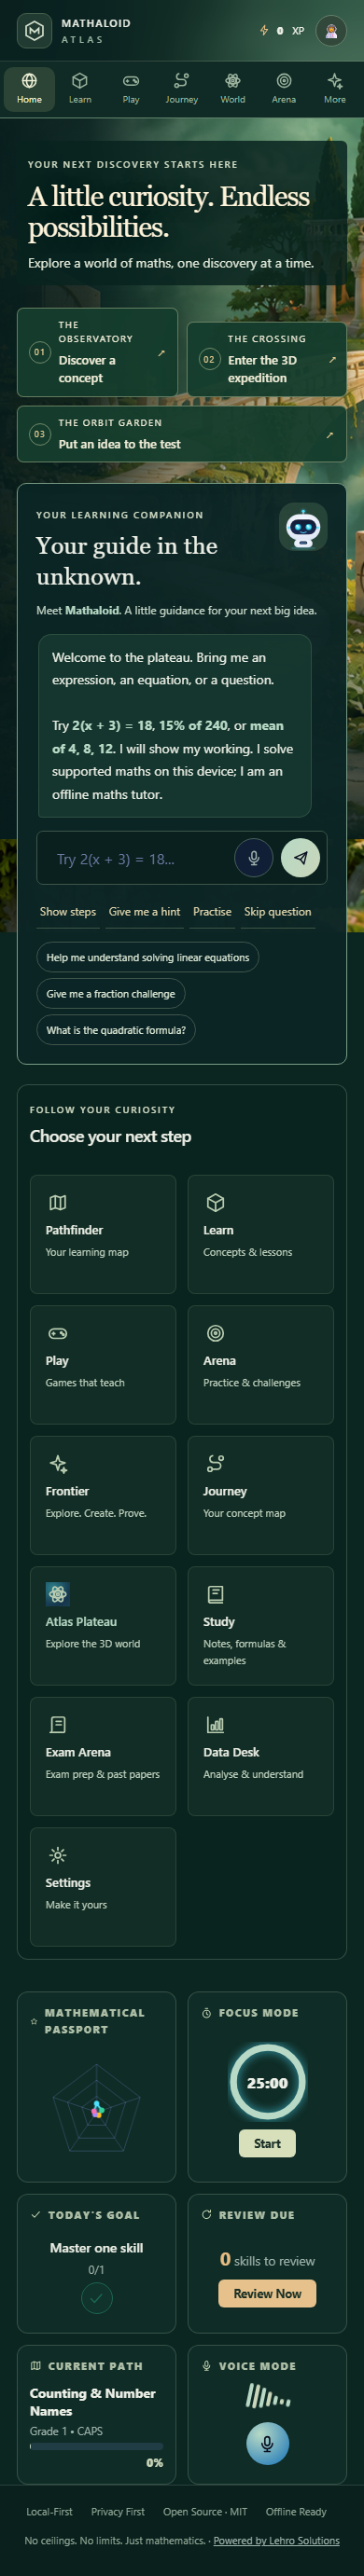 MATHALOID
ATLAS
0 XP
Home
Learn
Play
Journey
World
Arena
More
YOUR NEXT DISCOVERY STARTS HERE
A little curiosity. Endless
possibilities.
Explore a world of maths, one discovery at a time.
01
THE
OBSERVATORY
Discover a
concept
↗
02
THE CROSSING
Enter the 3D
expedition
↗
03
THE ORBIT GARDEN
Put an idea to the test
↗
YOUR LEARNING COMPANION
Your guide in the
unknown.
Meet Mathaloid. A little guidance for your next big idea.
Welcome to the plateau. Bring me an
expression, an equation, or a question.
Try 2(x + 3) = 18, 15% of 240, or mean
of 4, 8, 12. I will show my working. I solve
supported maths on this device; I am an
offline maths tutor.
Try 2(x + 3) = 18...
Show steps
Give me a hint
Practise
Skip question
Help me understand solving linear equations
Give me a fraction challenge
What is the quadratic formula?
FOLLOW YOUR CURIOSITY
Choose your next step
Pathfinder
Your learning map
Learn
Concepts & lessons
Play
Games that teach
Arena
Practice & challenges
Frontier
Explore. Create. Prove.
Journey
Your concept map
Atlas Plateau
Explore the 3D world
Study
Notes, formulas &
examples
Exam Arena
Exam prep & past papers
Data Desk
Analyse & understand
Settings
Make it yours
MATHEMATICAL
PASSPORT
FOCUS MODE
25:00
Start
TODAY'S GOAL
Master one skill
0/1
REVIEW DUE
0 skills to review
Review Now
CURRENT PATH
Counting & Number
Names
Grade 1 • CAPS
0%
VOICE MODE
Local-First
Privacy First
Open Source · MIT
Offline Ready
No ceilings. No limits. Just mathematics. · Powered by Lehro Solutions